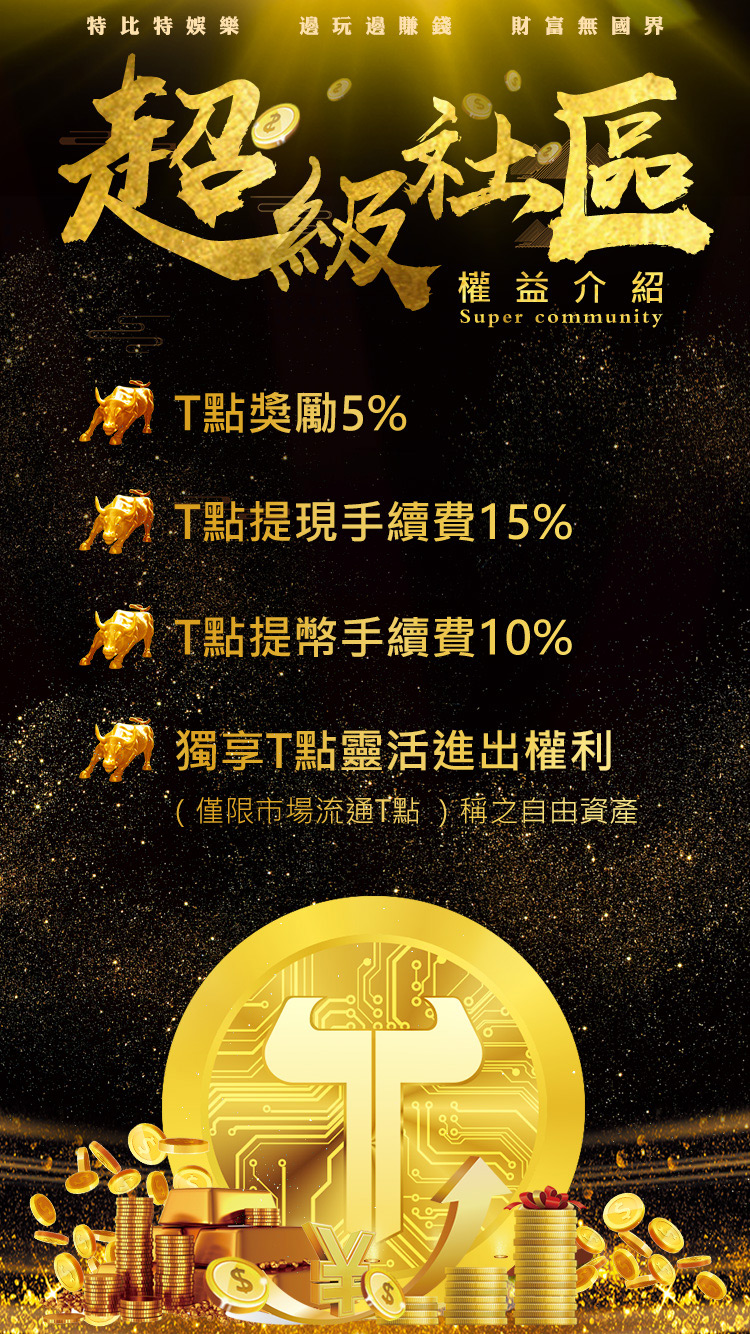 特比特娛樂 邊玩邊賺錢 財富無國界
超級社區
權益介紹
Super community
T點獎勵5%
T點提現手續費15%
T點提幣手續費10%
獨享T點靈活進出權利
(僅限市場流通T點 )稱之自由資產